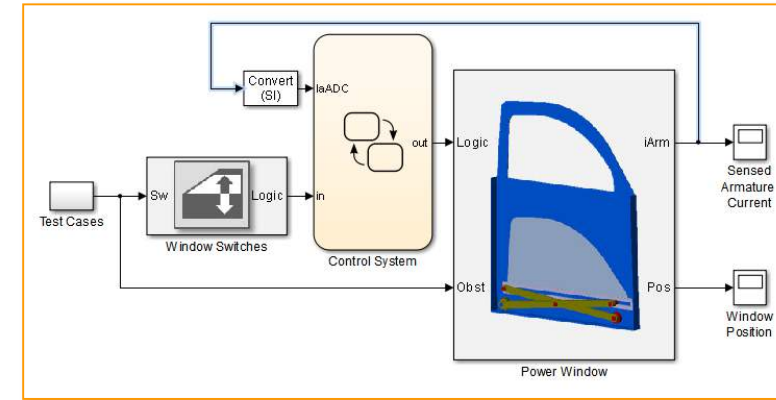 Convert
(SI)
IaADC
out
in
Control System
Test Cases
Sw
Logic
Window Switches
Logic
Obst
iArm
Pos
Power Window
Sensed
Armature
Current
Window
Position